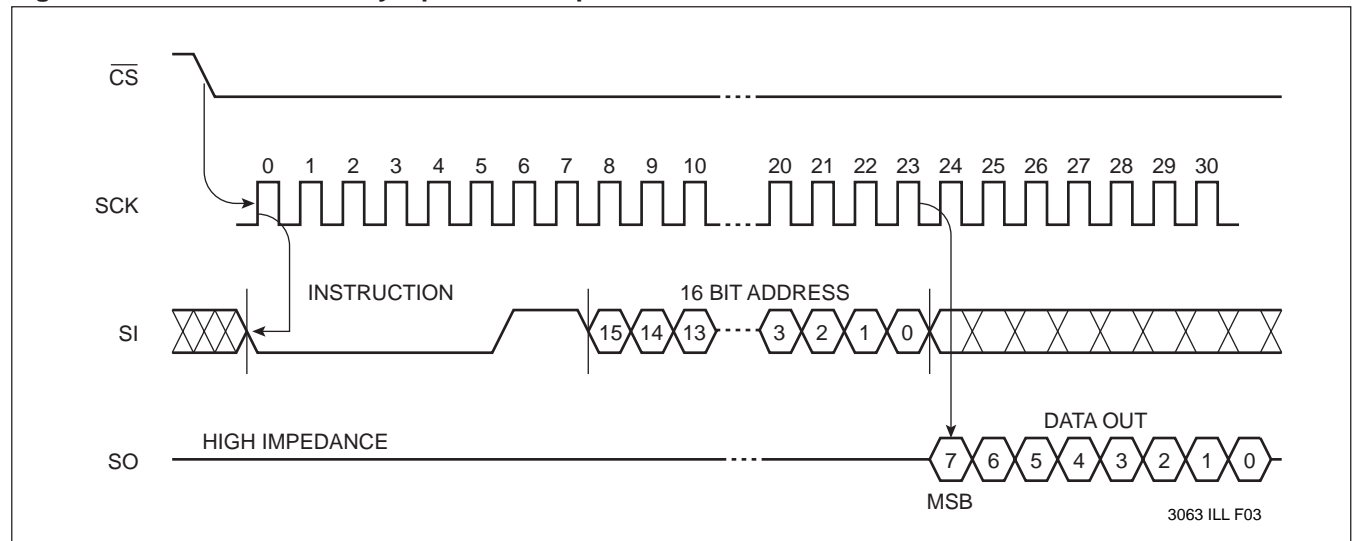 CS
0 1 2 3 4 5 6 7 8 9 10 20 21 22 23 24 25 26 27 28 29 30
SCK
INSTRUCTION
16 BIT ADDRESS
SI
15 14 13 3 2 1 0
DATA OUT
HIGH IMPEDANCE
SO
7 6 5 4 3 2 1 0
MSB
3063 ILL F03